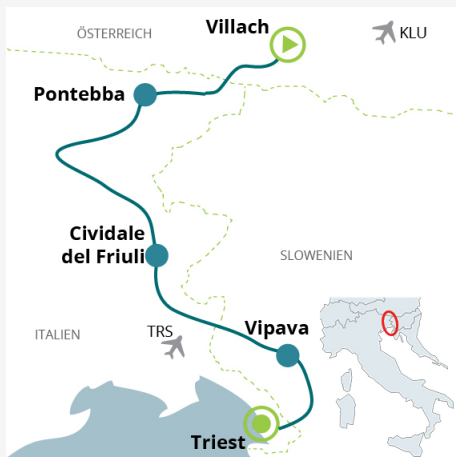 Villach
ÖSTERREICH
KLU
Pontebba
Cividale
del Friuli
SLOWENIEN
ITALIEN
TRS
Vipava
Triest